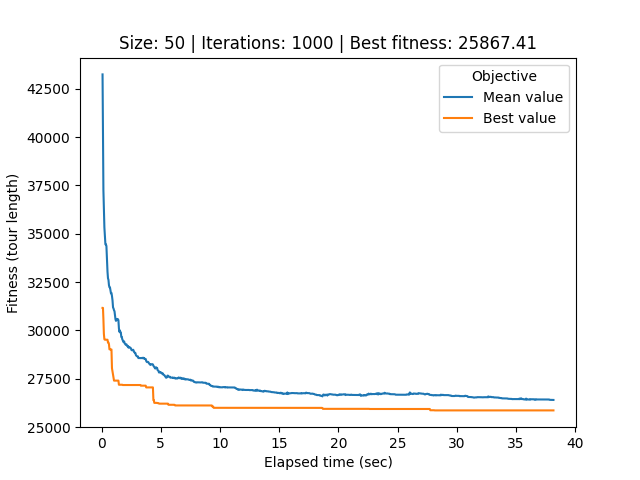 Size: 50 | Iterations: 1000 | Best fitness: 25867.41
Objective
Mean value
Best value
Fitness (tour length)
42500
40000
37500
35000
32500
30000
27500
25000
0 5 10 15 20 25 30 35 40
Elapsed time (sec)